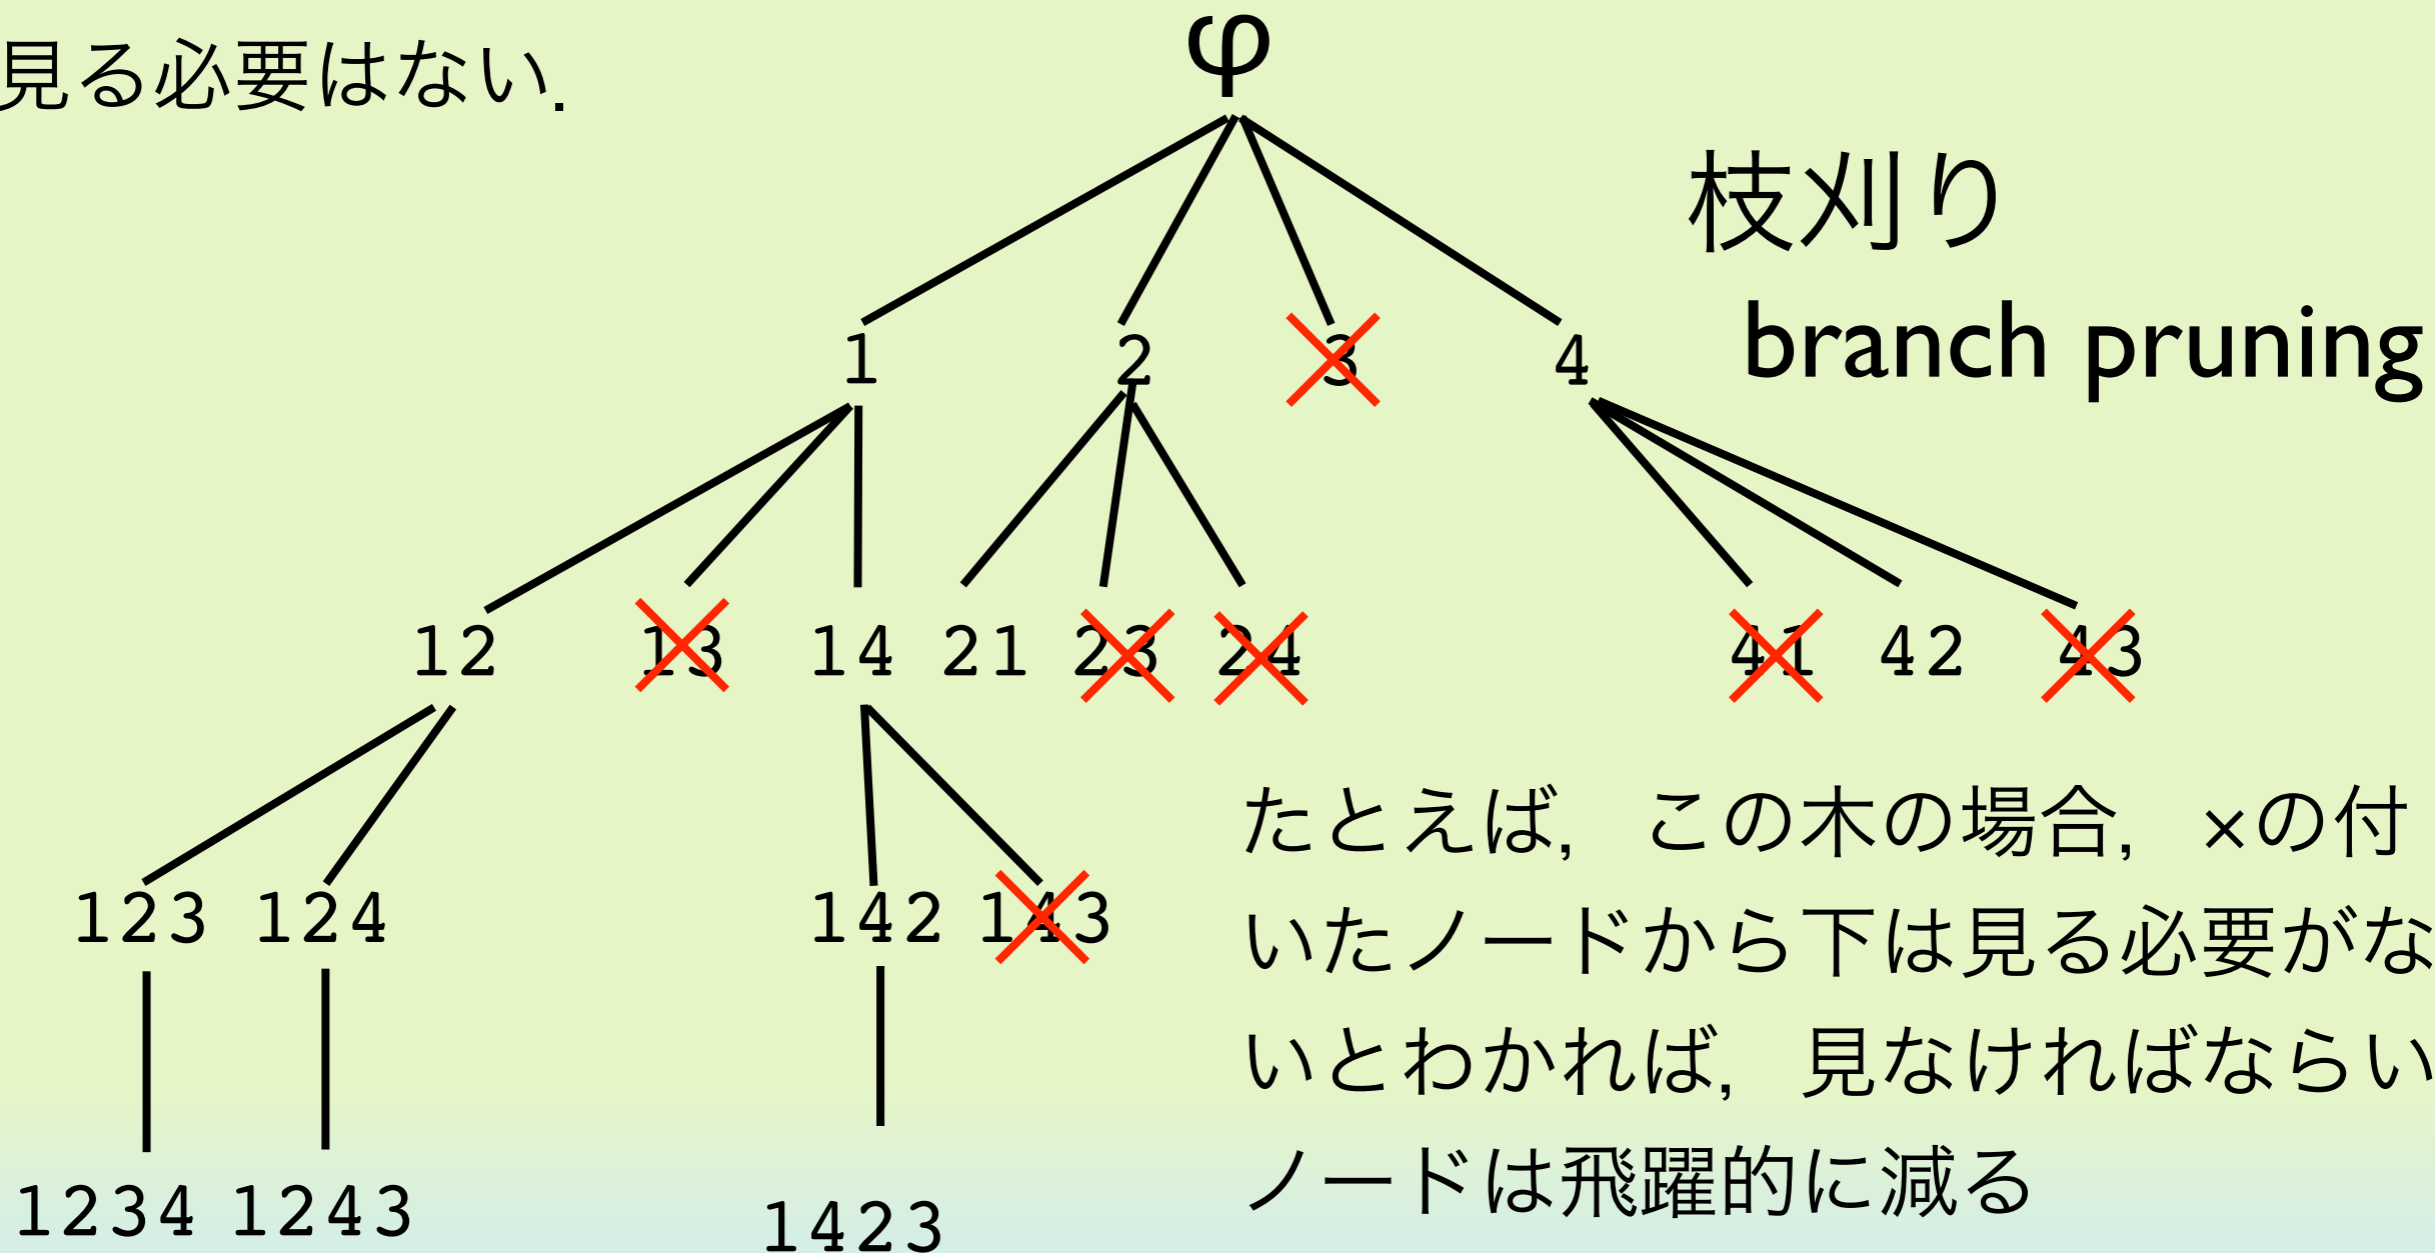 見る必要はない.
φ
枝刈り
branch pruning
1 2 3 4
12 13 14 21 23 24 41 42 43
たとえば, この木の場合, ×の付
いたノードから下は見る必要がな
いとわかれば, 見なければならい
ノードは飛躍的に減る
123 124 142 143
1234 1243 1423